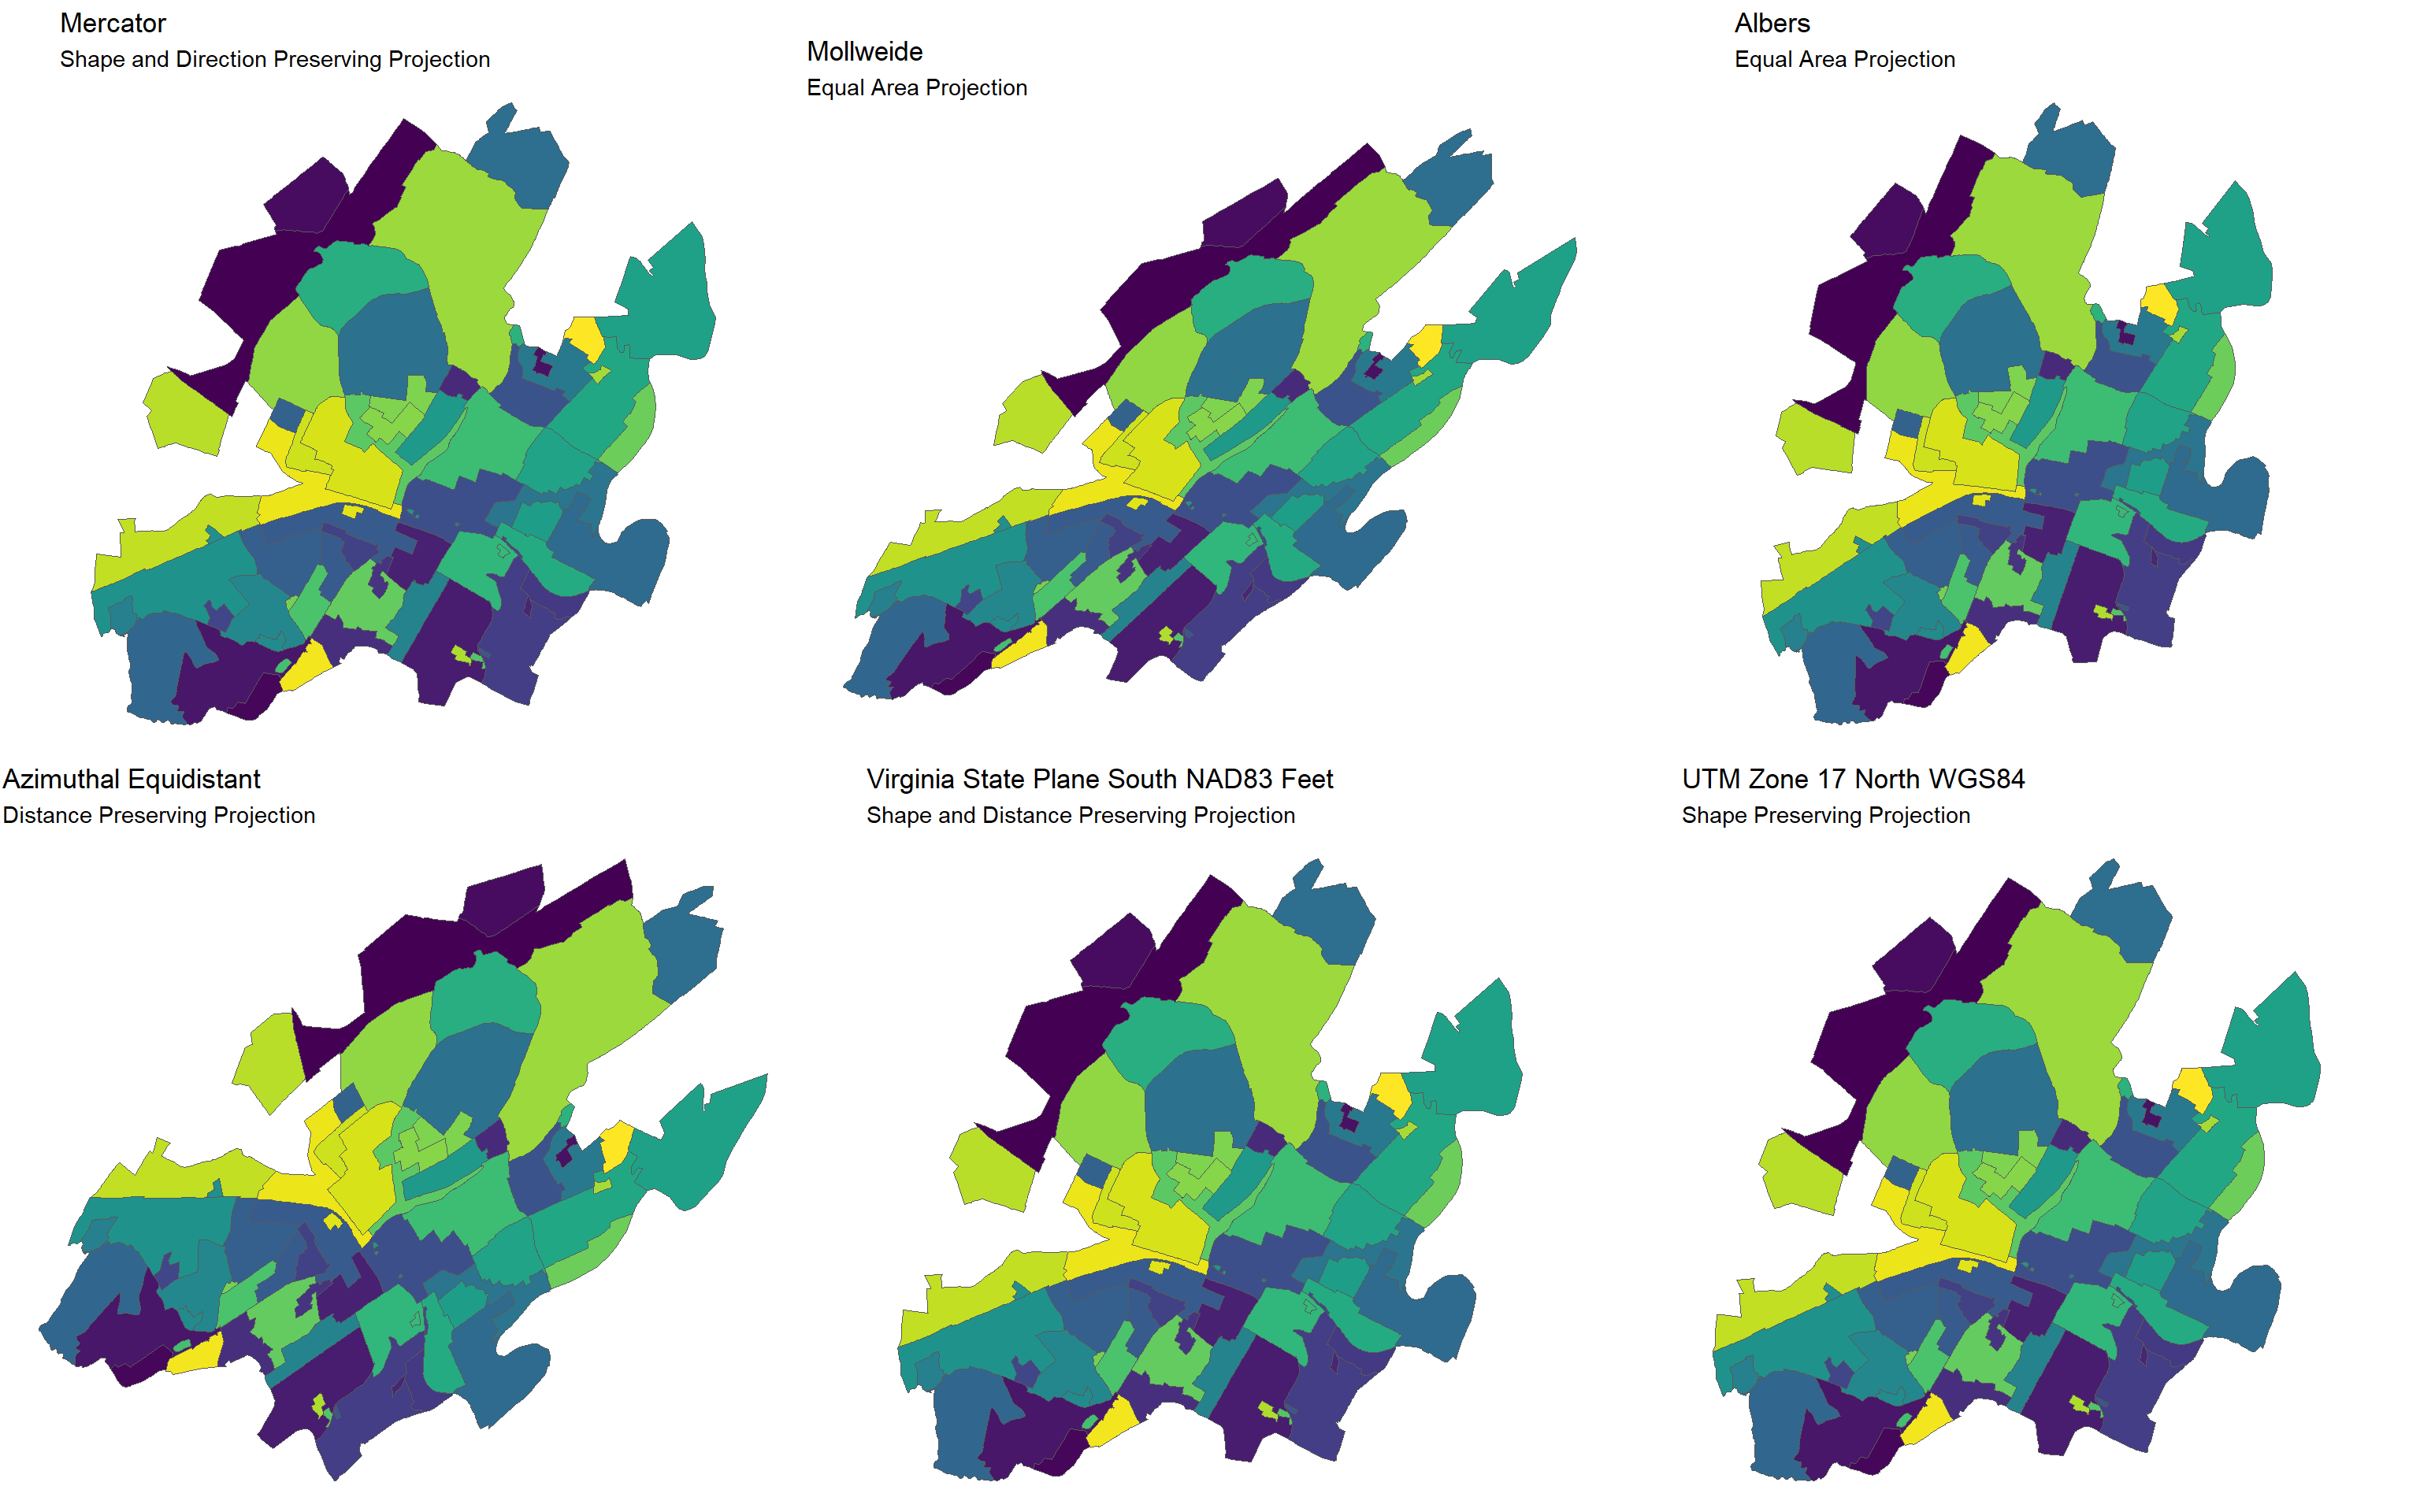 Mercator
Shape and Direction Preserving Projection
Mollweide
Equal Area Projection
Albers
Equal Area Projection
Azimuthal Equidistant
Distance Preserving Projection
Virginia State Plane South NAD83 Feet
Shape and Distance Preserving Projection
UTM Zone 17 North WGS84
Shape Preserving Projection